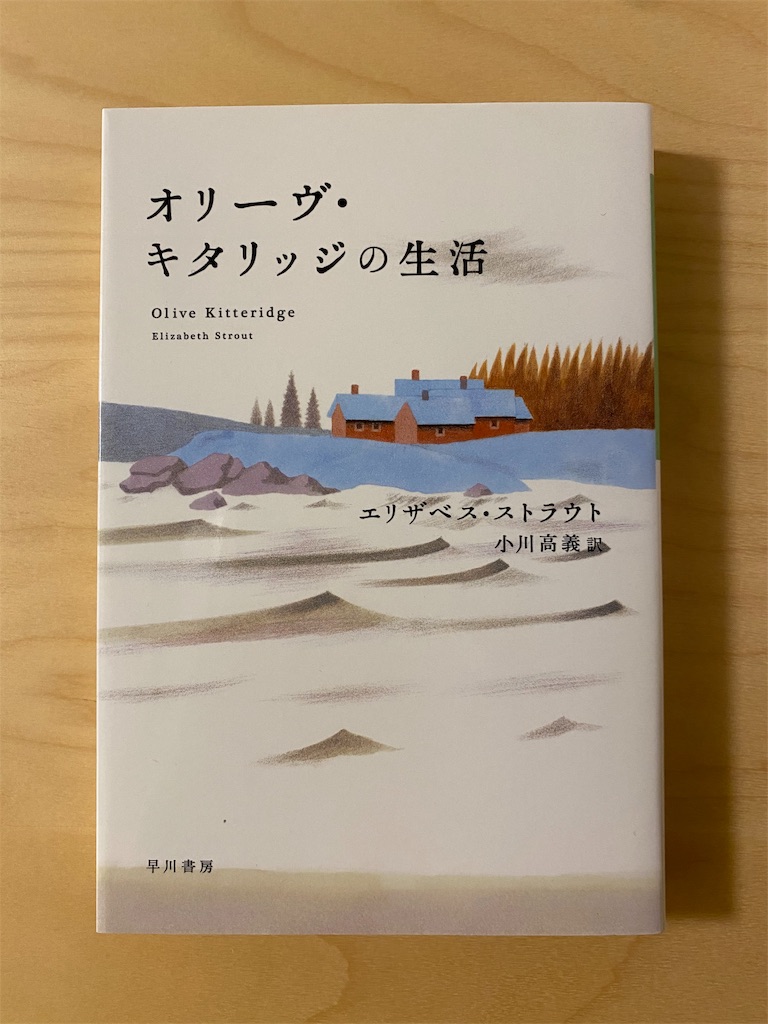 オリーヴ・
キタリッジの生活
Olive Kitteridge
Elizabeth Strout
エリザベス・ストラウト
小川高義 訳
早川書房